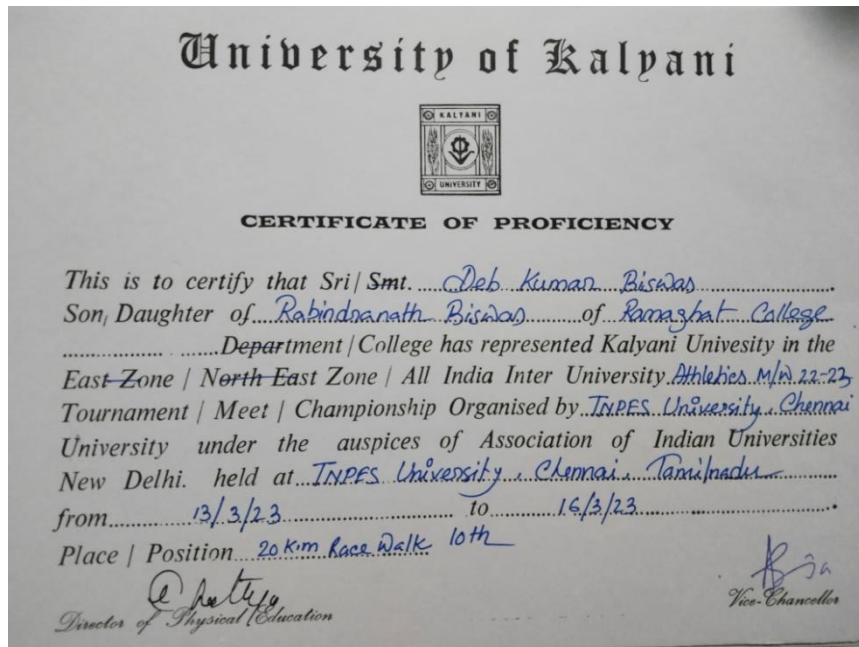 University of Kalyani
KALYANI
UNIVERSITY
CERTIFICATE OF PROFICIENCY
This is to certify that Sri / Smt. Deb Kumar Biswas
Son, Daughter of Rabindranath Biswas of Ranaghat College
Department / College has represented Kalyani Univesity in the
East Zone / North East Zone / All India Inter University Athletics M/W 22-23
Tournament / Meet / Championship Organised by TNPES University, Chennai
University under the auspices of Association of Indian Universities
New Delhi. held at TNPES University, Chennai, Tamilnadu
from 13/3/23 to 16/3/23
Place / Position 20 Km Race Walk 10th
Director of Physical Education
Vice-Chancellor